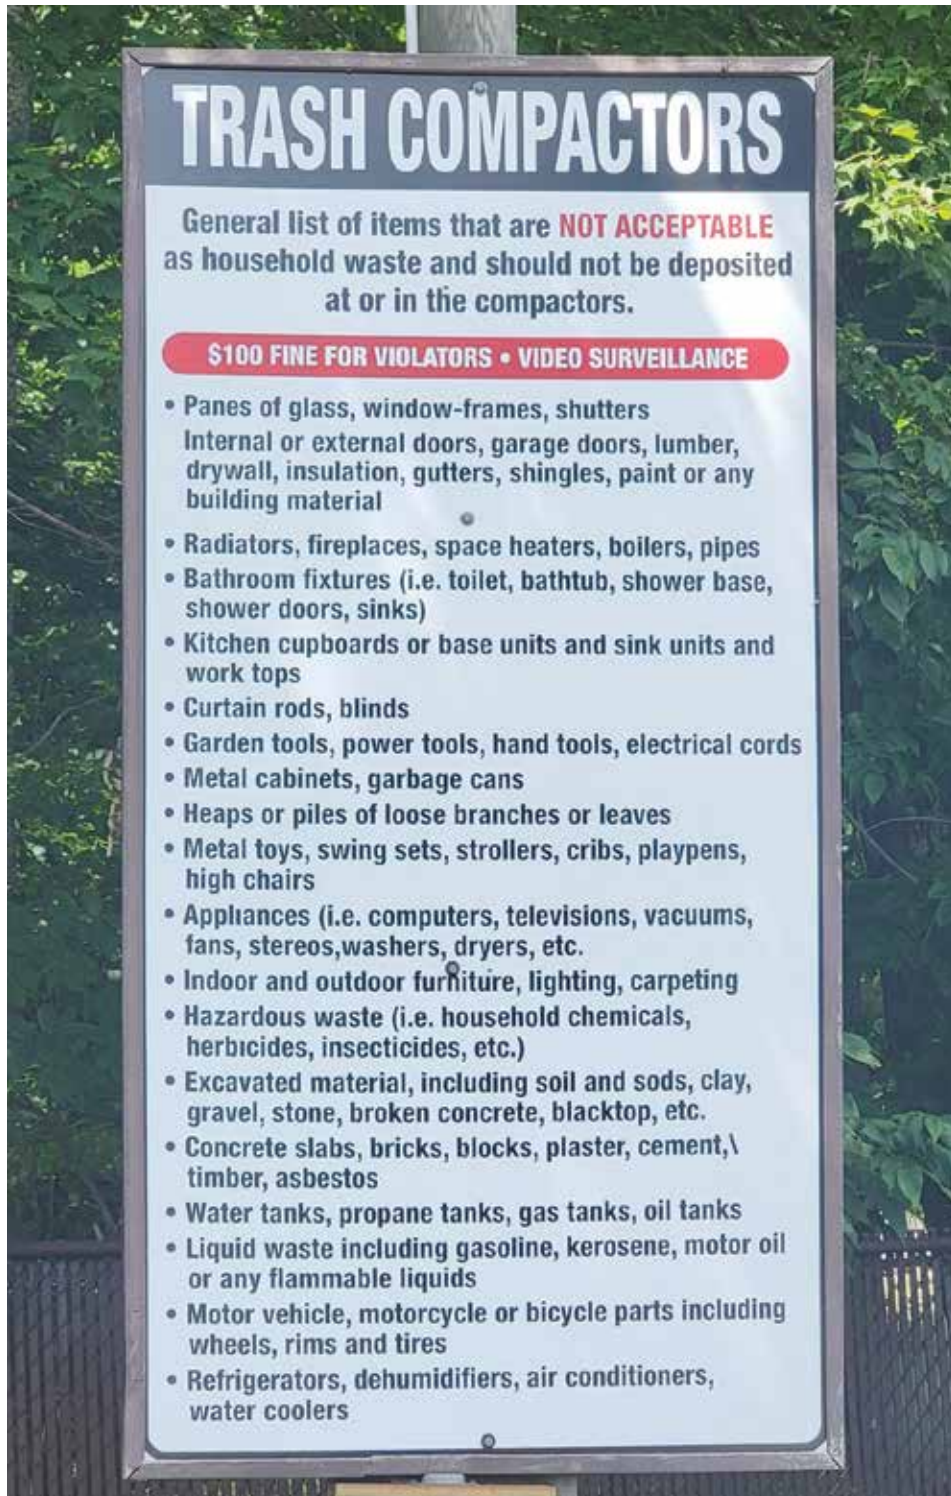 TRASH COMPACTORS
General list of items that are NOT ACCEPTABLE
as household waste and should not be deposited
at or in the compactors.
$100 FINE FOR VIOLATORS • VIDEO SURVEILLANCE
• Panes of glass, window-frames, shutters
Internal or external doors, garage doors, lumber,
drywall, insulation, gutters, shingles, paint or any
building material
• Radiators, fireplaces, space heaters, boilers, pipes
• Bathroom fixtures (i.e. toilet, bathtub, shower base,
shower doors, sinks)
• Kitchen cupboards or base units and sink units and
work tops
• Curtain rods, blinds
• Garden tools, power tools, hand tools, electrical cords
• Metal cabinets, garbage cans
• Heaps or piles of loose branches or leaves
• Metal toys, swing sets, strollers, cribs, playpens,
high chairs
• Appliances (i.e. computers, televisions, vacuums,
fans, stereos,washers, dryers, etc.
• Indoor and outdoor furniture, lighting, carpeting
• Hazardous waste (i.e. household chemicals,
herbicides, insecticides, etc.)
• Excavated material, including soil and sods, clay,
gravel, stone, broken concrete, blacktop, etc.
• Concrete slabs, bricks, blocks, plaster, cement,\
timber, asbestos
• Water tanks, propane tanks, gas tanks, oil tanks
• Liquid waste including gasoline, kerosene, motor oil
or any flammable liquids
• Motor vehicle, motorcycle or bicycle parts including
wheels, rims and tires
• Refrigerators, dehumidifiers, air conditioners,
water coolers